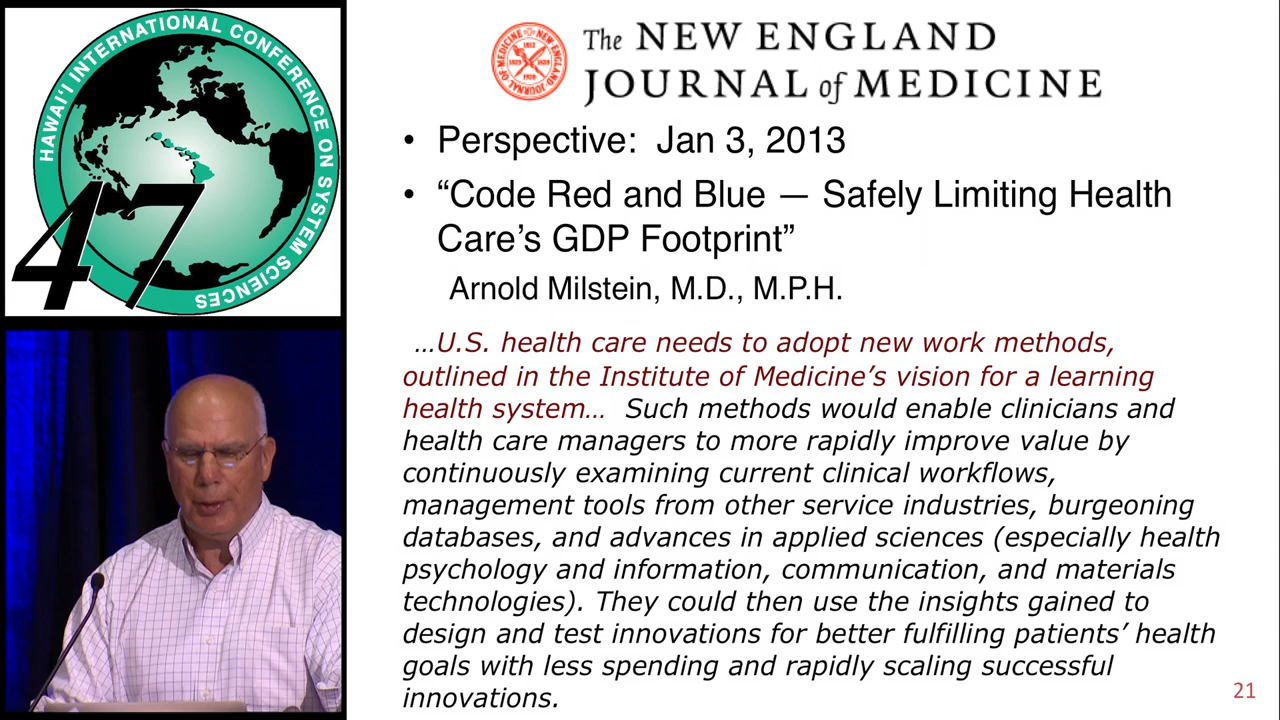 HAWAI'I INTERNATIONAL CONFERENCE ON SYSTEM SCIENCES
47
The NEW ENGLAND
JOURNAL of MEDICINE
• Perspective: Jan 3, 2013
• “Code Red and Blue — Safely Limiting Health
Care’s GDP Footprint”
Arnold Milstein, M.D., M.P.H.
…U.S. health care needs to adopt new work methods,
outlined in the Institute of Medicine’s vision for a learning
health system… Such methods would enable clinicians and
health care managers to more rapidly improve value by
continuously examining current clinical workflows,
management tools from other service industries, burgeoning
databases, and advances in applied sciences (especially health
psychology and information, communication, and materials
technologies). They could then use the insights gained to
design and test innovations for better fulfilling patients’ health
goals with less spending and rapidly scaling successful
innovations.
21